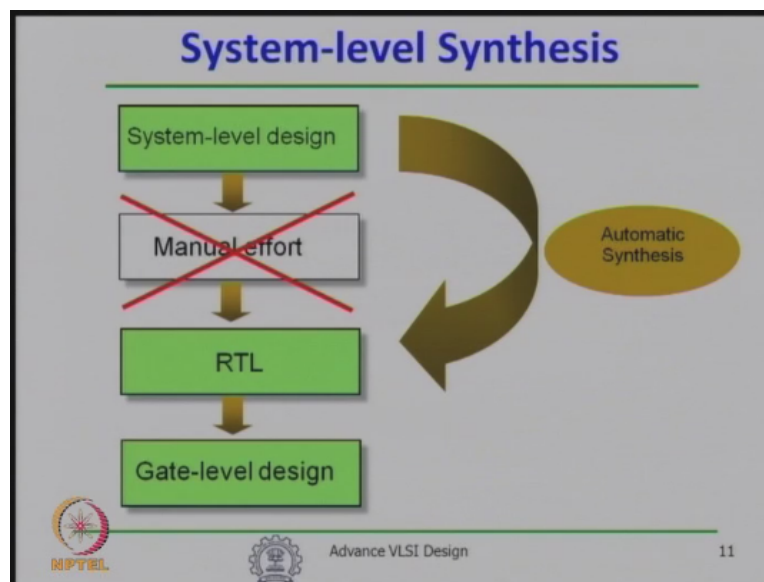 System-level Synthesis
System-level design
Manual effort
RTL
Gate-level design
Automatic
Synthesis
NPTEL
Advance VLSI Design
11